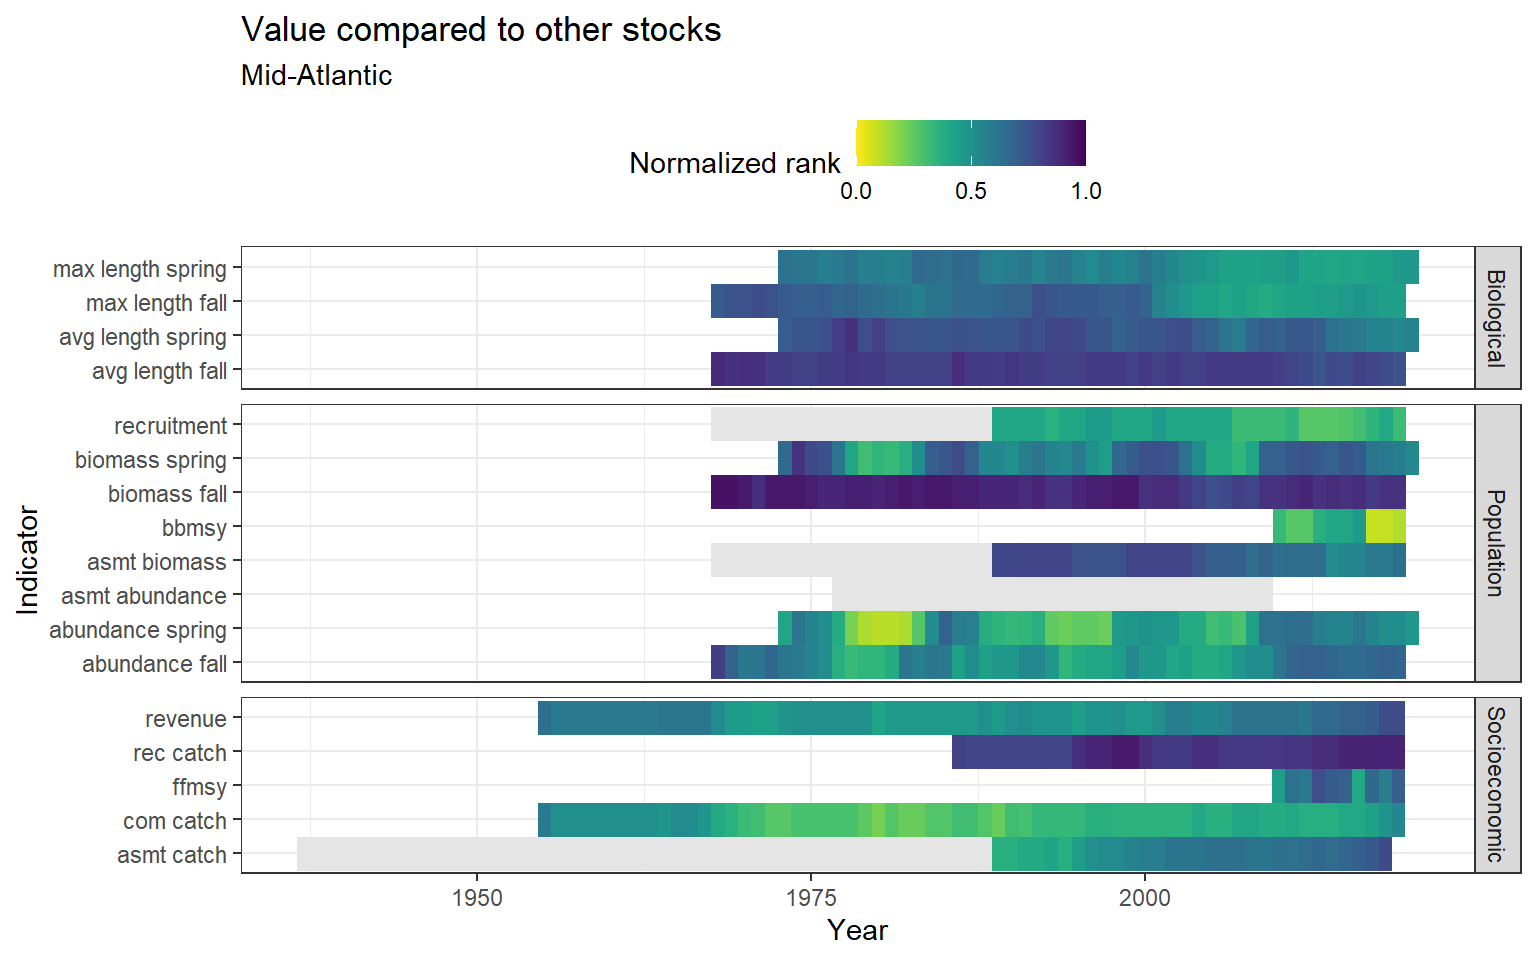 Value compared to other stocks
Mid-Atlantic
Normalized rank
0.0 0.5 1.0
max length spring
max length fall
avg length spring
avg length fall
Biological
recruitment
biomass spring
biomass fall
bbmsy
asmt biomass
asmt abundance
abundance spring
abundance fall
Population
revenue
rec catch
ffmsy
com catch
asmt catch
Socioeconomic
Indicator
1950 1975 2000
Year